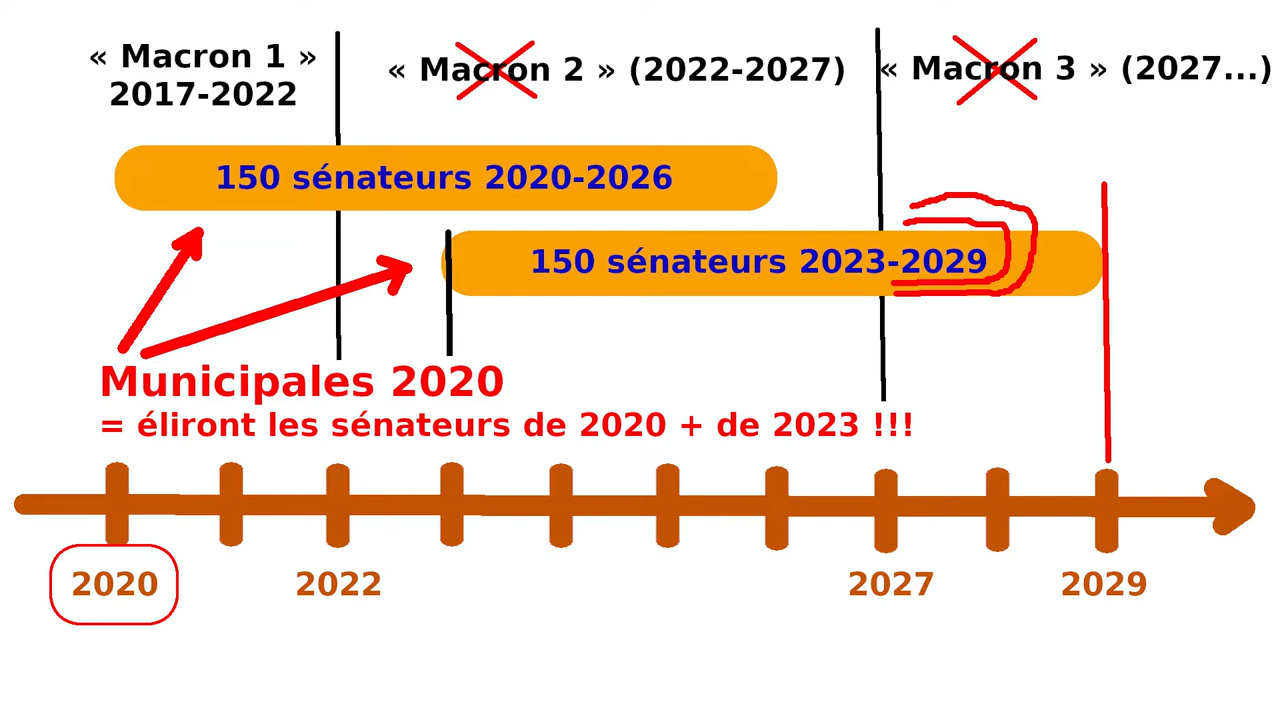 « Macron 1 »
2017-2022
« Macron 2 » (2022-2027)
« Macron 3 » (2027...)
150 sénateurs 2020-2026
150 sénateurs 2023-2029
Municipales 2020
= éliront les sénateurs de 2020 + de 2023 !!!
2020
2022
2027
2029